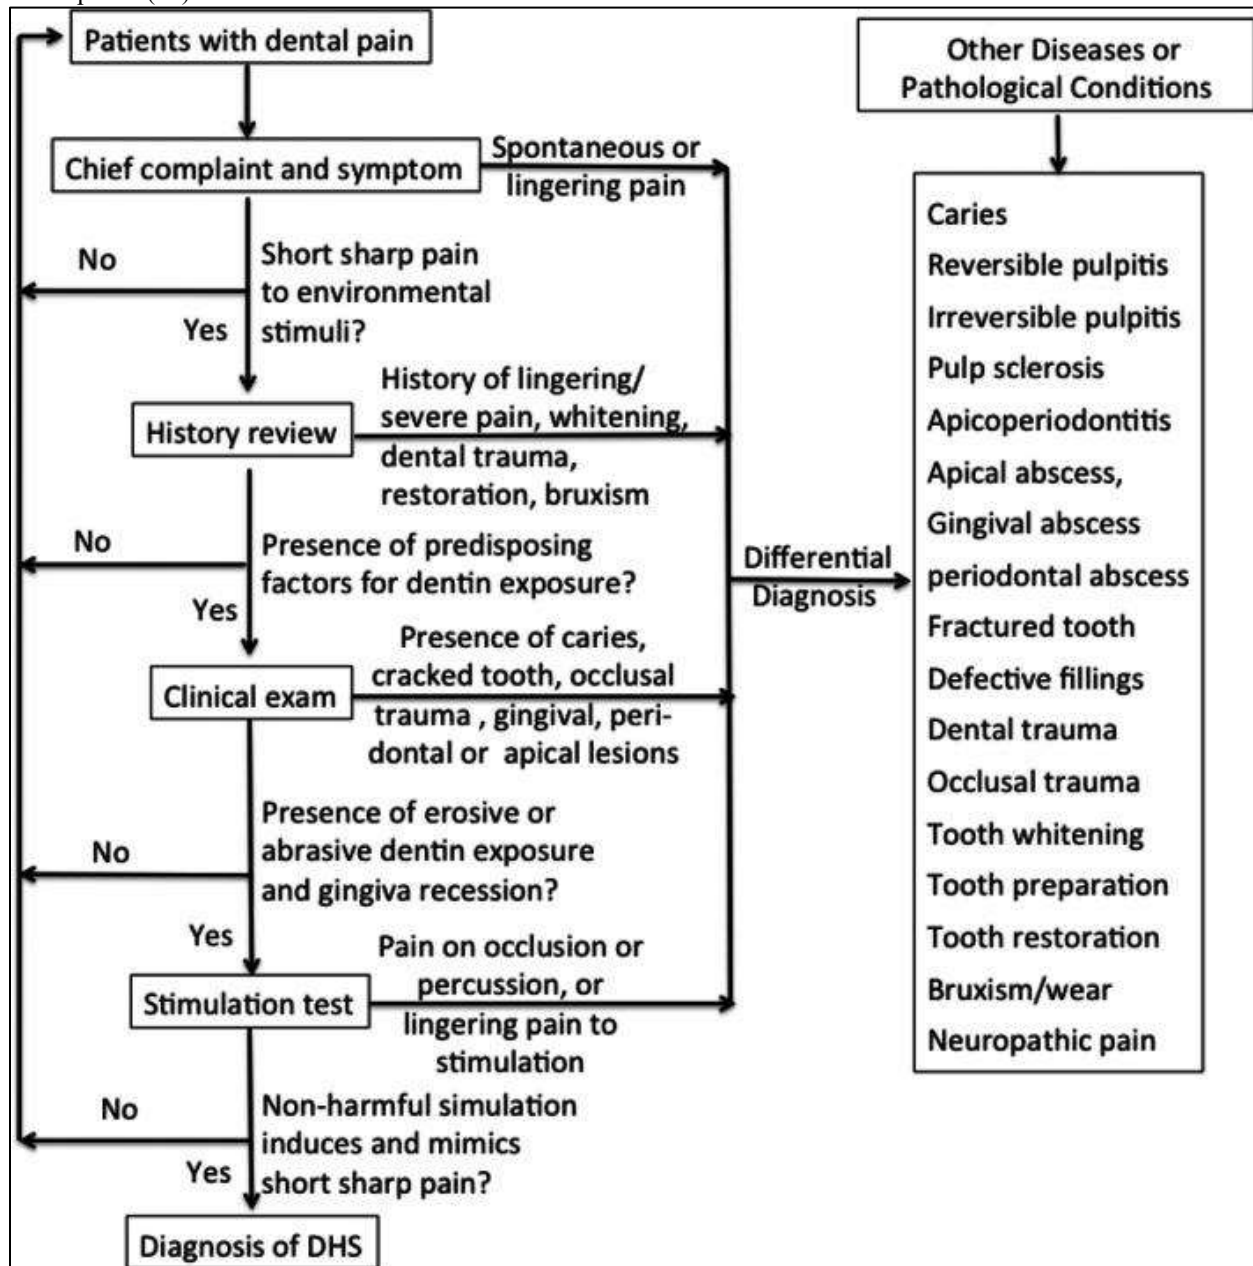 Patients with dental pain
Chief complaint and symptom
Spontaneous or
lingering pain
No
Short sharp pain
to environmental
stimuli?
Yes
History review
History of lingering/
severe pain, whitening,
dental trauma,
restoration, bruxism
No
Presence of predisposing
factors for dentin exposure?
Yes
Clinical exam
Presence of caries,
cracked tooth, occlusal
trauma , gingival, peri-
dontal or apical lesions
No
Presence of erosive or
abrasive dentin exposure
and gingiva recession?
Yes
Stimulation test
Pain on occlusion or
percussion, or
lingering pain to
stimulation
No
Non-harmful simulation
induces and mimics
short sharp pain?
Yes
Diagnosis of DHS
Differential
Diagnosis
Other Diseases or
Pathological Conditions
Caries
Reversible pulpitis
Irreversible pulpitis
Pulp sclerosis
Apicoperiodontitis
Apical abscess,
Gingival abscess
periodontal abscess
Fractured tooth
Defective fillings
Dental trauma
Occlusal trauma
Tooth whitening
Tooth preparation
Tooth restoration
Bruxism/wear
Neuropathic pain